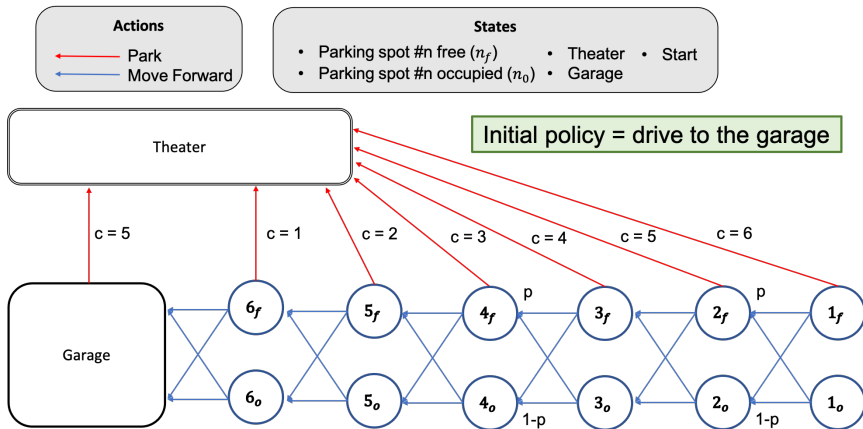 Actions
Park
Move Forward
States
• Parking spot #n free (n_f)
• Parking spot #n occupied (n_0)
• Theater
• Garage
• Start
Theater
Initial policy = drive to the garage
c = 5
c = 1
c = 2
c = 3
c = 4
c = 5
c = 6
Garage
6_f
5_f
4_f
p
3_f
2_f
p
1_f
6_o
5_o
4_o
1-p
3_o
2_o
1-p
1_o